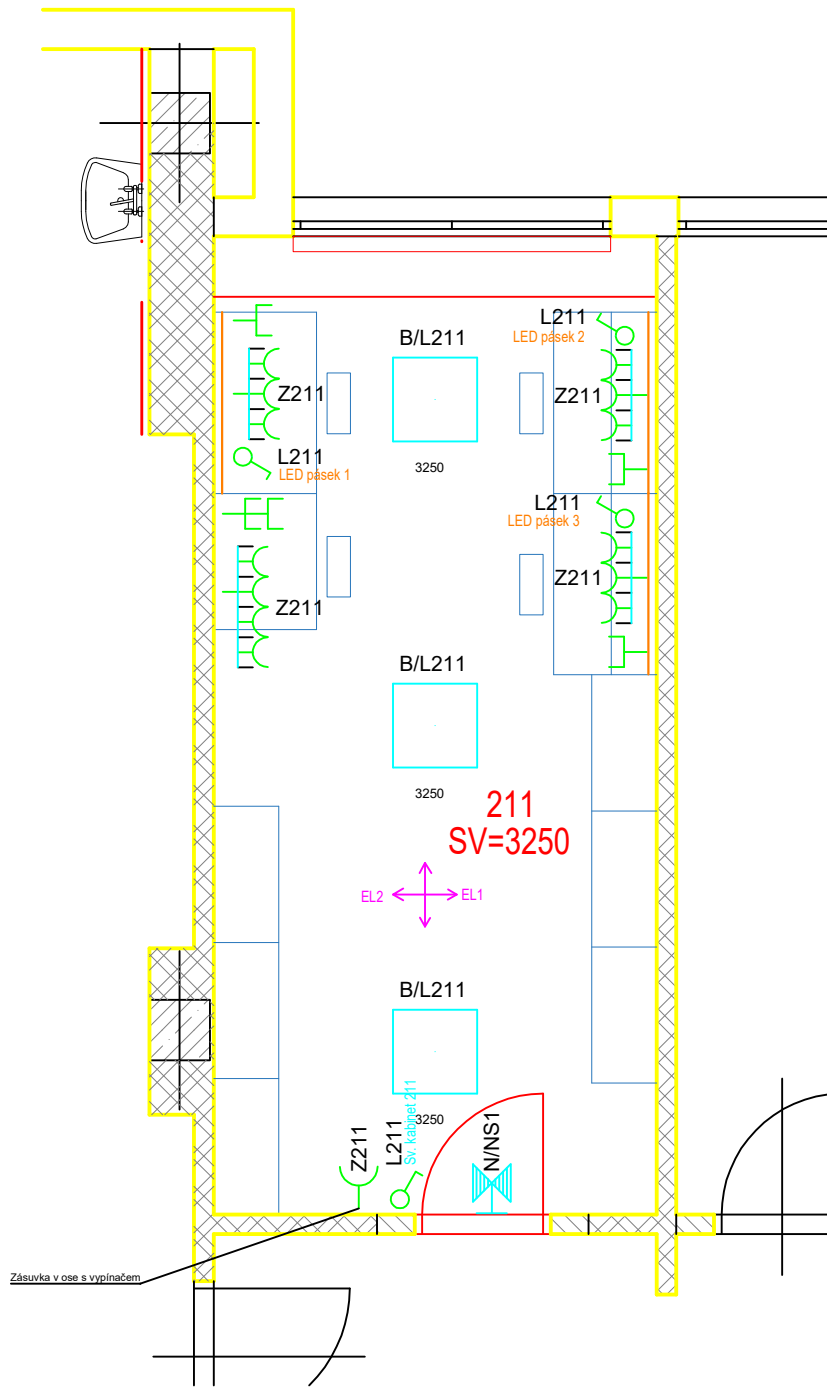 L211
LED pásek 2
B/L211
Z211
Z211
L211
LED pásek 1
3250
L211
LED pásek 3
Z211
Z211
B/L211
3250
211
SV=3250
EL2
EL1
B/L211
3250
Z211
L211
Sv. kabinet 211
N/NS1
Zásuvka v ose s vypínačem